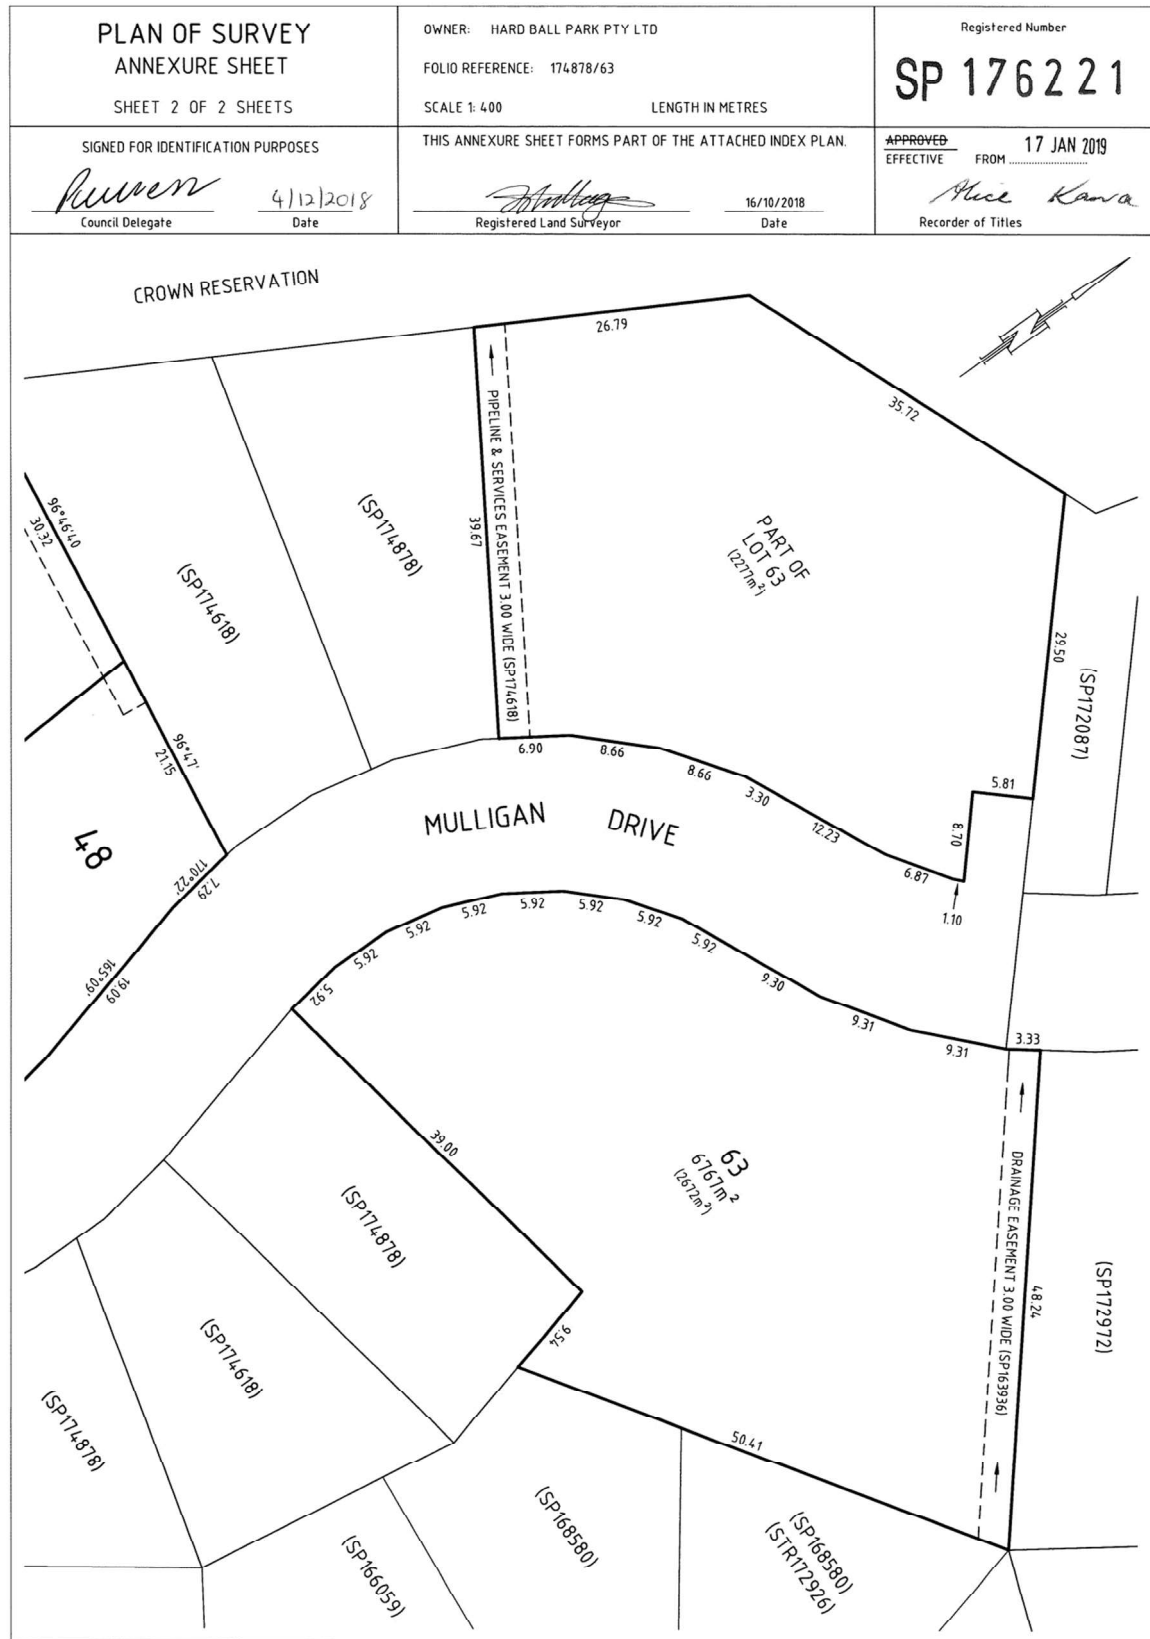 PLAN OF SURVEY
ANNEXURE SHEET
SHEET 2 OF 2 SHEETS
OWNER: HARD BALL PARK PTY LTD
FOLIO REFERENCE: 174878/63
SCALE 1: 400 LENGTH IN METRES
Registered Number
SP 176221
SIGNED FOR IDENTIFICATION PURPOSES
4/12/2018
Council Delegate Date
THIS ANNEXURE SHEET FORMS PART OF THE ATTACHED INDEX PLAN.
16/10/2018
Registered Land Surveyor Date
APPROVED
EFFECTIVE FROM 17 JAN 2019
Alice Kawa
Recorder of Titles
CROWN RESERVATION
26.79
35.72
PIPELINE & SERVICES EASEMENT 3.00 WIDE (SP174618)
39.67
PART OF
LOT 63
(2277m²)
96°46'40
30.32
(SP174618)
(SP174878)
29.50
(SP172087)
96°47'
21.15
6.90
8.66
8.66
3.30
12.23
6.87
1.10
8.70
5.81
MULLIGAN DRIVE
48
170°22'
7.29
165°09'
19.09
5.92
5.92
5.92
5.92
5.92
5.92
5.92
5.92
9.30
9.31
9.31
3.33
39.00
63
6767m²
(2672m²)
DRAINAGE EASEMENT 3.00 WIDE (SP163936)
48.24
(SP172972)
(SP174878)
9.54
(SP174618)
(SP174878)
50.41
(SP168580)
(SP168580)
(STR172926)
(SP166059)